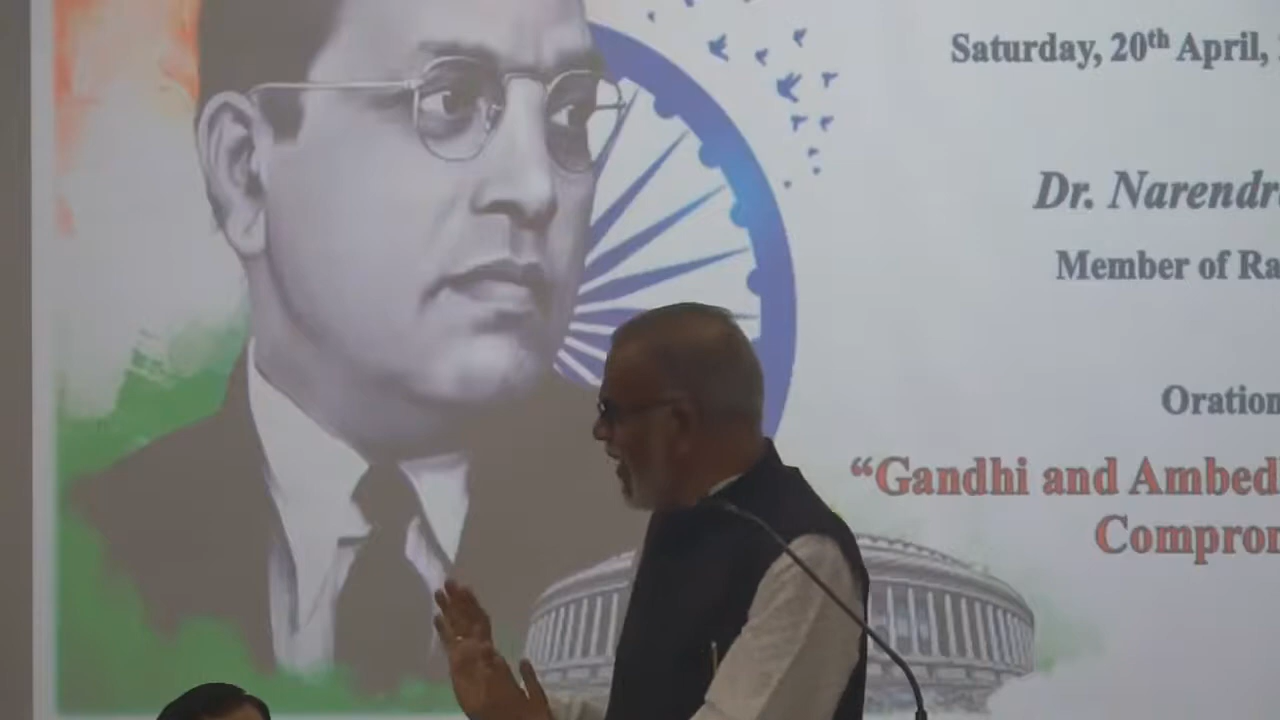 Saturday, 20th April,
Dr. Narendr
Member of Ra
Oration
“Gandhi and Ambed
Compror